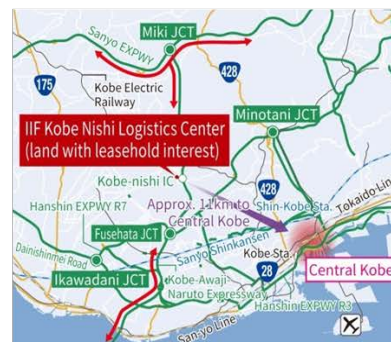 Miki JCT
Sanyo EXPWY
175
428
Kobe Electric
Railway
Minotani JCT
IIF Kobe Nishi Logistics Center
(land with leasehold interest)
Kobe-nishi IC
428
Tokaido Line
Approx. 11km to
Central Kobe
Shin-Kobe Sta.
Hanshin EXPWY R7
Fusehata JCT
Sanyo Shinkansen
Kobe Sta.
Dainishinmei Road
Central Kobe
Ikawadani JCT
28
Kobe-Awaji-
Naruto Expressway
Hanshin EXPWY R3
San-yo Line